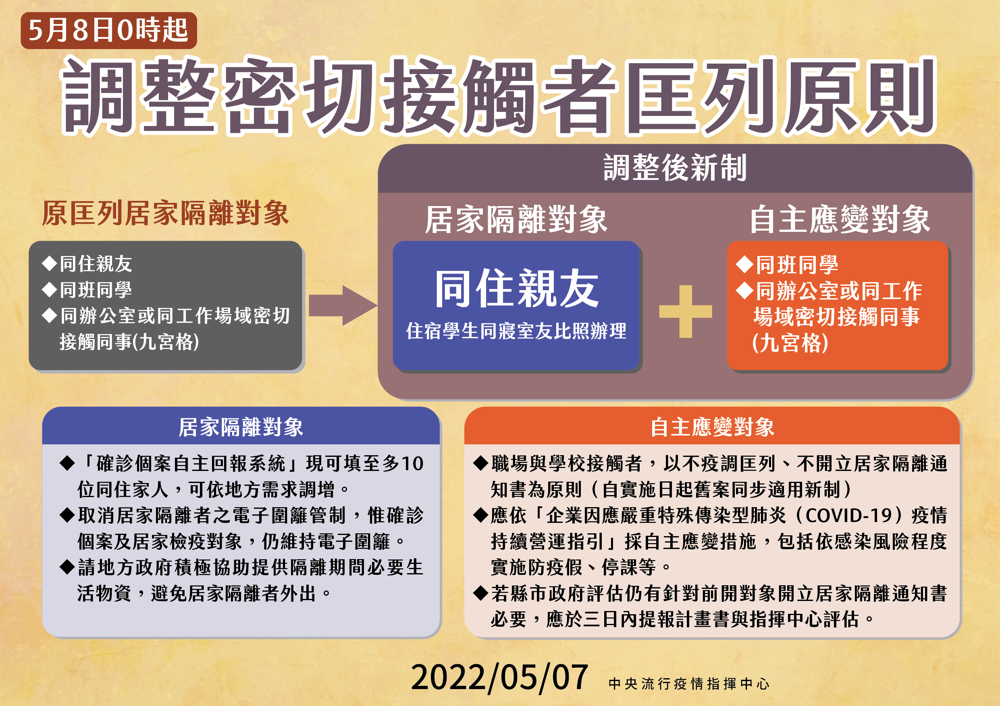 5月8日0時起
調整密切接觸者匡列原則
原匡列居家隔離對象
◆同住親友
◆同班同學
◆同辦公室或同工作場域密切
接觸同事(九宮格)
調整後新制
居家隔離對象
同住親友
住宿學生同寢室友比照辦理
+
自主應變對象
◆同班同學
◆同辦公室或同工作
場域密切接觸同事
(九宮格)
居家隔離對象
◆「確診個案自主回報系統」現可填至多10
位同住家人，可依地方需求調增。
◆取消居家隔離者之電子圍籬管制，惟確診
個案及居家檢疫對象，仍維持電子圍籬。
◆請地方政府積極協助提供隔離期間必要生
活物資，避免居家隔離者外出。
自主應變對象
◆職場與學校接觸者，以不疫調匡列、不開立居家隔離通
知書為原則（自實施日起舊案同步適用新制）
◆應依「企業因應嚴重特殊傳染型肺炎（COVID-19）疫情
持續營運指引」採自主應變措施，包括依感染風險程度
實施防疫假、停課等。
◆若縣市政府評估仍有針對前開對象開立居家隔離通知書
必要，應於三日內提報計畫書與指揮中心評估。
2022/05/07 中央流行疫情指揮中心